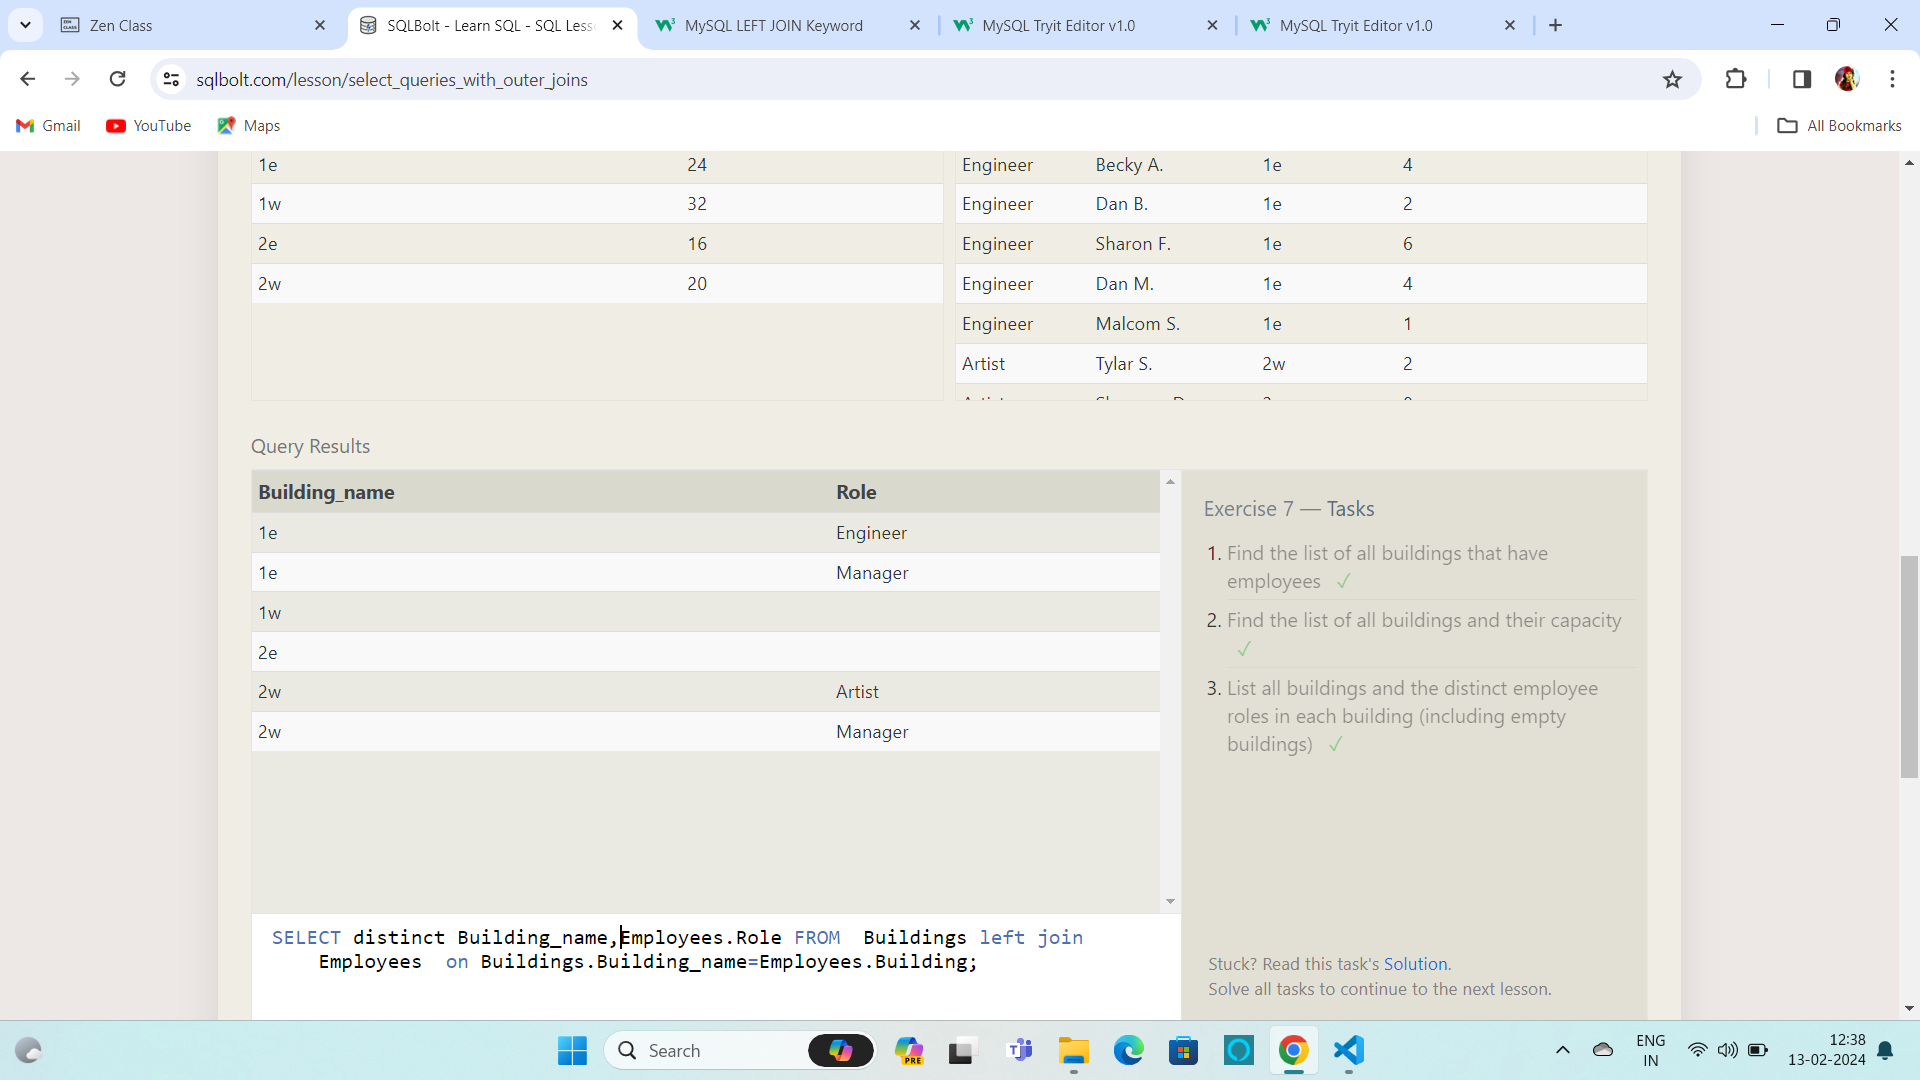 Zen Class
SQLBolt - Learn SQL - SQL Less
MySQL LEFT JOIN Keyword
MySQL Tryit Editor v1.0
MySQL Tryit Editor v1.0
sqlbolt.com/lesson/select_queries_with_outer_joins
Gmail
YouTube
Maps
All Bookmarks
1e 24
1w 32
2e 16
2w 20
Engineer Becky A. 1e 4
Engineer Dan B. 1e 2
Engineer Sharon F. 1e 6
Engineer Dan M. 1e 4
Engineer Malcom S. 1e 1
Artist Tylar S. 2w 2
Query Results
Building_name Role
1e Engineer
1e Manager
1w
2e
2w Artist
2w Manager
Exercise 7 — Tasks
1. Find the list of all buildings that have
employees ✓
2. Find the list of all buildings and their capacity
✓
3. List all buildings and the distinct employee
roles in each building (including empty
buildings) ✓
SELECT distinct Building_name,Employees.Role FROM  Buildings left join
Employees  on Buildings.Building_name=Employees.Building;
Stuck? Read this task's Solution.
Solve all tasks to continue to the next lesson.
Search
PRE
ENG
IN
12:38
13-02-2024